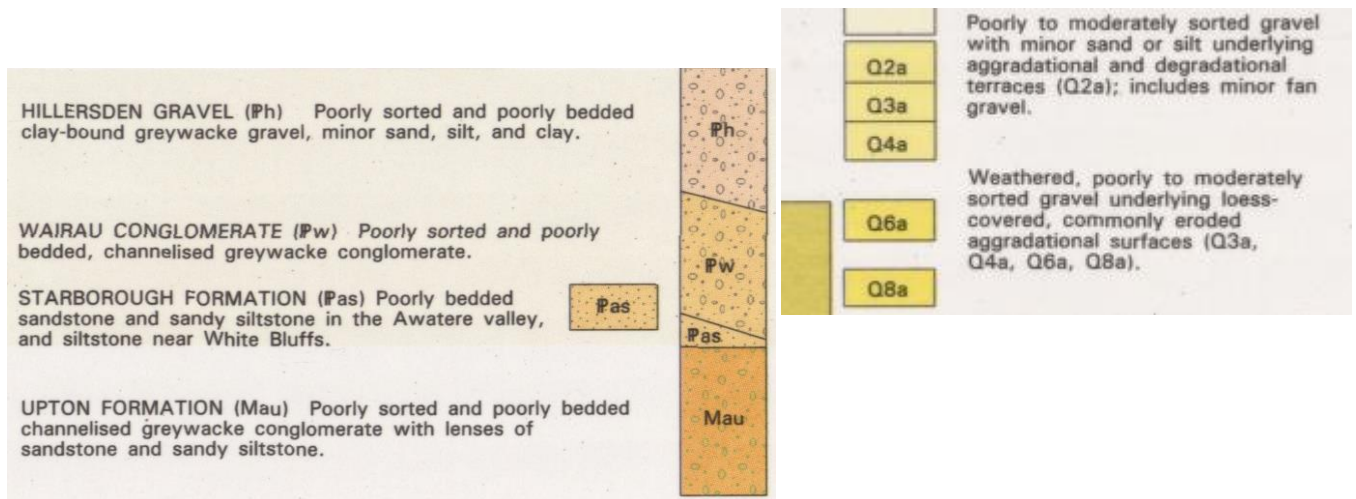 HILLERSDEN GRAVEL (Ph) Poorly sorted and poorly bedded
clay-bound greywacke gravel, minor sand, silt, and clay.
WAIRAU CONGLOMERATE (Pw) Poorly sorted and poorly
bedded, channelised greywacke conglomerate.
STARBOROUGH FORMATION (Pas) Poorly bedded
sandstone and sandy siltstone in the Awatere valley,
and siltstone near White Bluffs.
UPTON FORMATION (Mau) Poorly sorted and poorly bedded
channelised greywacke conglomerate with lenses of
sandstone and sandy siltstone.
Pas
Ph
Pw
Pas
Mau
Q2a
Q3a
Q4a
Q6a
Q8a
Poorly to moderately sorted gravel
with minor sand or silt underlying
aggradational and degradational
terraces (Q2a); includes minor fan
gravel.
Weathered, poorly to moderately
sorted gravel underlying loess-
covered, commonly eroded
aggradational surfaces (Q3a,
Q4a, Q6a, Q8a).